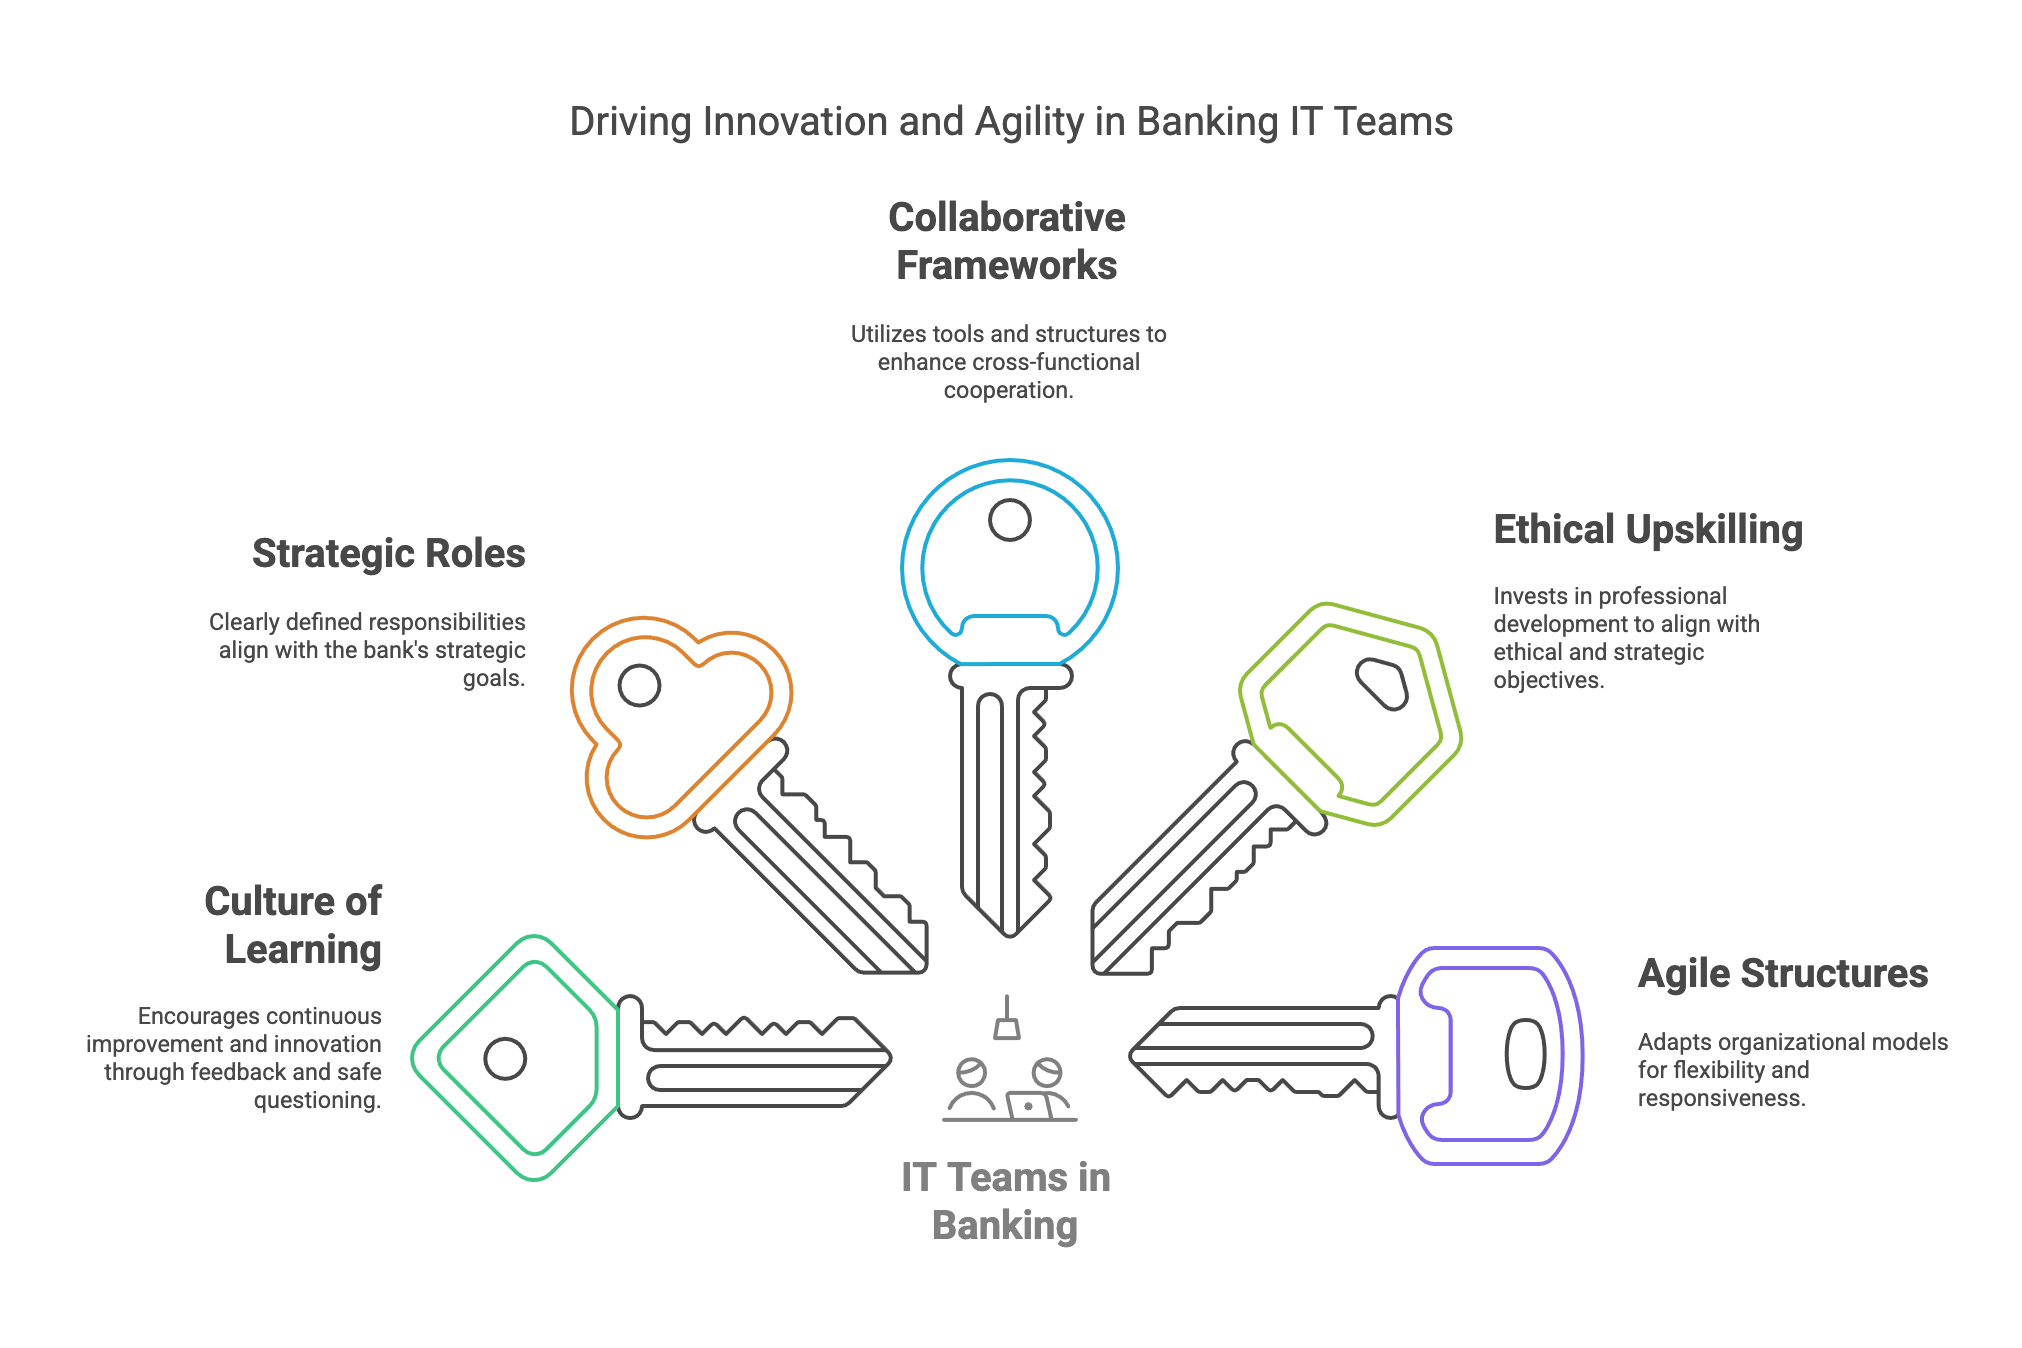 Driving Innovation and Agility in Banking IT Teams
Collaborative
Frameworks
Utilizes tools and structures to
enhance cross-functional
cooperation.
Strategic Roles
Clearly defined responsibilities
align with the bank's strategic
goals.
Ethical Upskilling
Invests in professional
development to align with
ethical and strategic
objectives.
Culture of
Learning
Encourages continuous
improvement and innovation
through feedback and safe
questioning.
Agile Structures
Adapts organizational models
for flexibility and
responsiveness.
IT Teams in
Banking